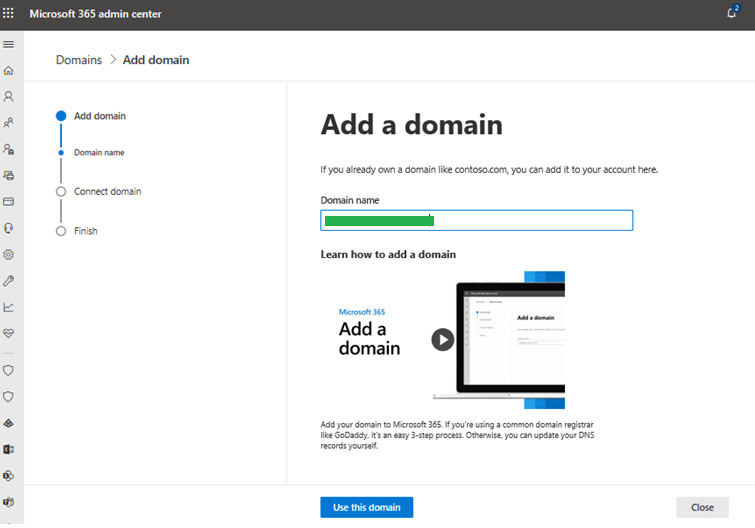 Microsoft 365 admin center
2
Domains > Add domain
Add domain
Domain name
Connect domain
Finish
Add a domain
If you already own a domain like contoso.com, you can add it to your account here.
Domain name
Learn how to add a domain
Microsoft 365
Add a
domain
Add a domain
Add your domain to Microsoft 365. If you're using a common domain registrar
like GoDaddy, it's an easy 3-step process. Otherwise, you can update your DNS
records yourself.
Use this domain
Close